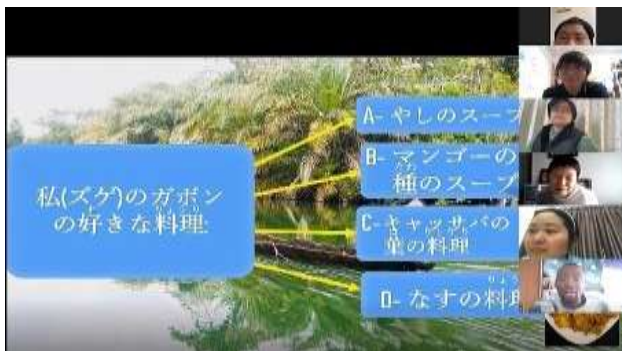 私(ズケ)のガボン
の好きな料理:
A- やしのスープ
B- マンゴーの
種のスープ
C-キャッサバの
葉の料理
D- なすの料理